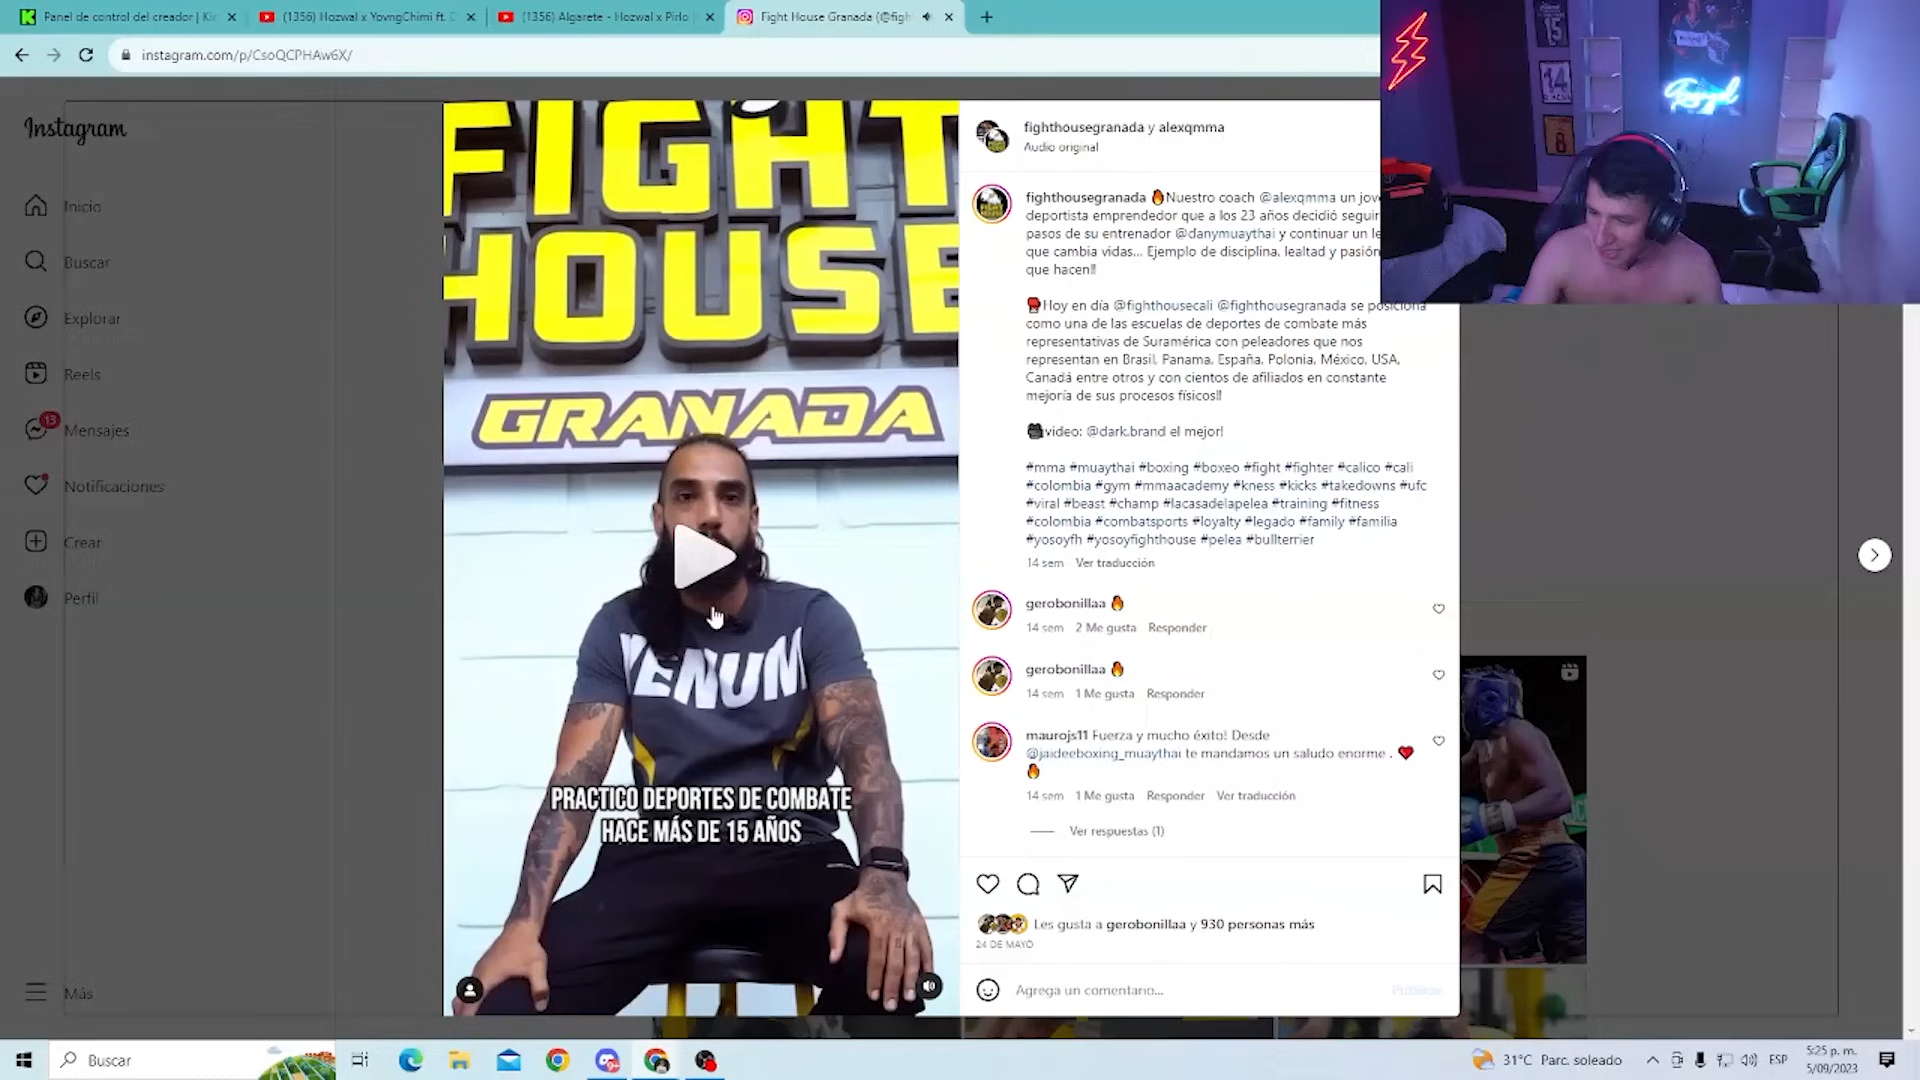 Panel de control del creador | Kic
(1356) Hozwal x YovngChimi ft.
(1356) Algarete - Hozwal x Pirlo
Fight House Granada (@figh
instagram.com/p/CsoQCPHAw6X/
Instagram
Inicio
Buscar
Explorar
Reels
13
Mensajes
Notificaciones
Crear
Perfil
Más
FIGHT
HOUSE
GRANADA
VENUM
PRACTICO DEPORTES DE COMBATE
HACE MÁS DE 15 AÑOS
fighthousegranada y alexqmma
Audio original
fighthousegranada 🔥Nuestro coach @alexqmma un jov
deportista emprendedor que a los 23 años decidió seguir
pasos de su entrenador @danymuaythai y continuar un le
que cambia vidas... Ejemplo de disciplina, lealtad y pasión
que hacen!!
🥊Hoy en día @fighthousecali @fighthousegranada se posiciona
como una de las escuelas de deportes de combate más
representativas de Suramérica con peleadores que nos
representan en Brasil, Panama, España, Polonia, México, USA,
Canadá entre otros y con cientos de afiliados en constante
mejoría de sus procesos físicos!!
video: @dark.brand el mejor!
#mma #muaythai #boxing #boxeo #fight #fighter #calico #cali
#colombia #gym #mmaacademy #kness #kicks #takedowns #ufc
#viral #beast #champ #lacasadelapelea #training #fitness
#colombia #combatsports #loyalty #legado #family #familia
#yosoyfh #yosoyfighthouse #pelea #bullterrier
14 sem Ver traducción
gerobonillaa 🔥
14 sem 2 Me gusta Responder
gerobonillaa 🔥
14 sem 1 Me gusta Responder
maurojs11 Fuerza y mucho éxito! Desde
@jaideeboxing_muaythai te mandamos un saludo enorme . ❤
🔥
14 sem 1 Me gusta Responder Ver traducción
Ver respuestas (1)
Les gusta a gerobonillaa y 930 personas más
24 DE MAYO
Agrega un comentario...
Publicar
15
14
8
Buscar
31°C Parc. soleado
ESP
5:25 p. m.
5/09/2023